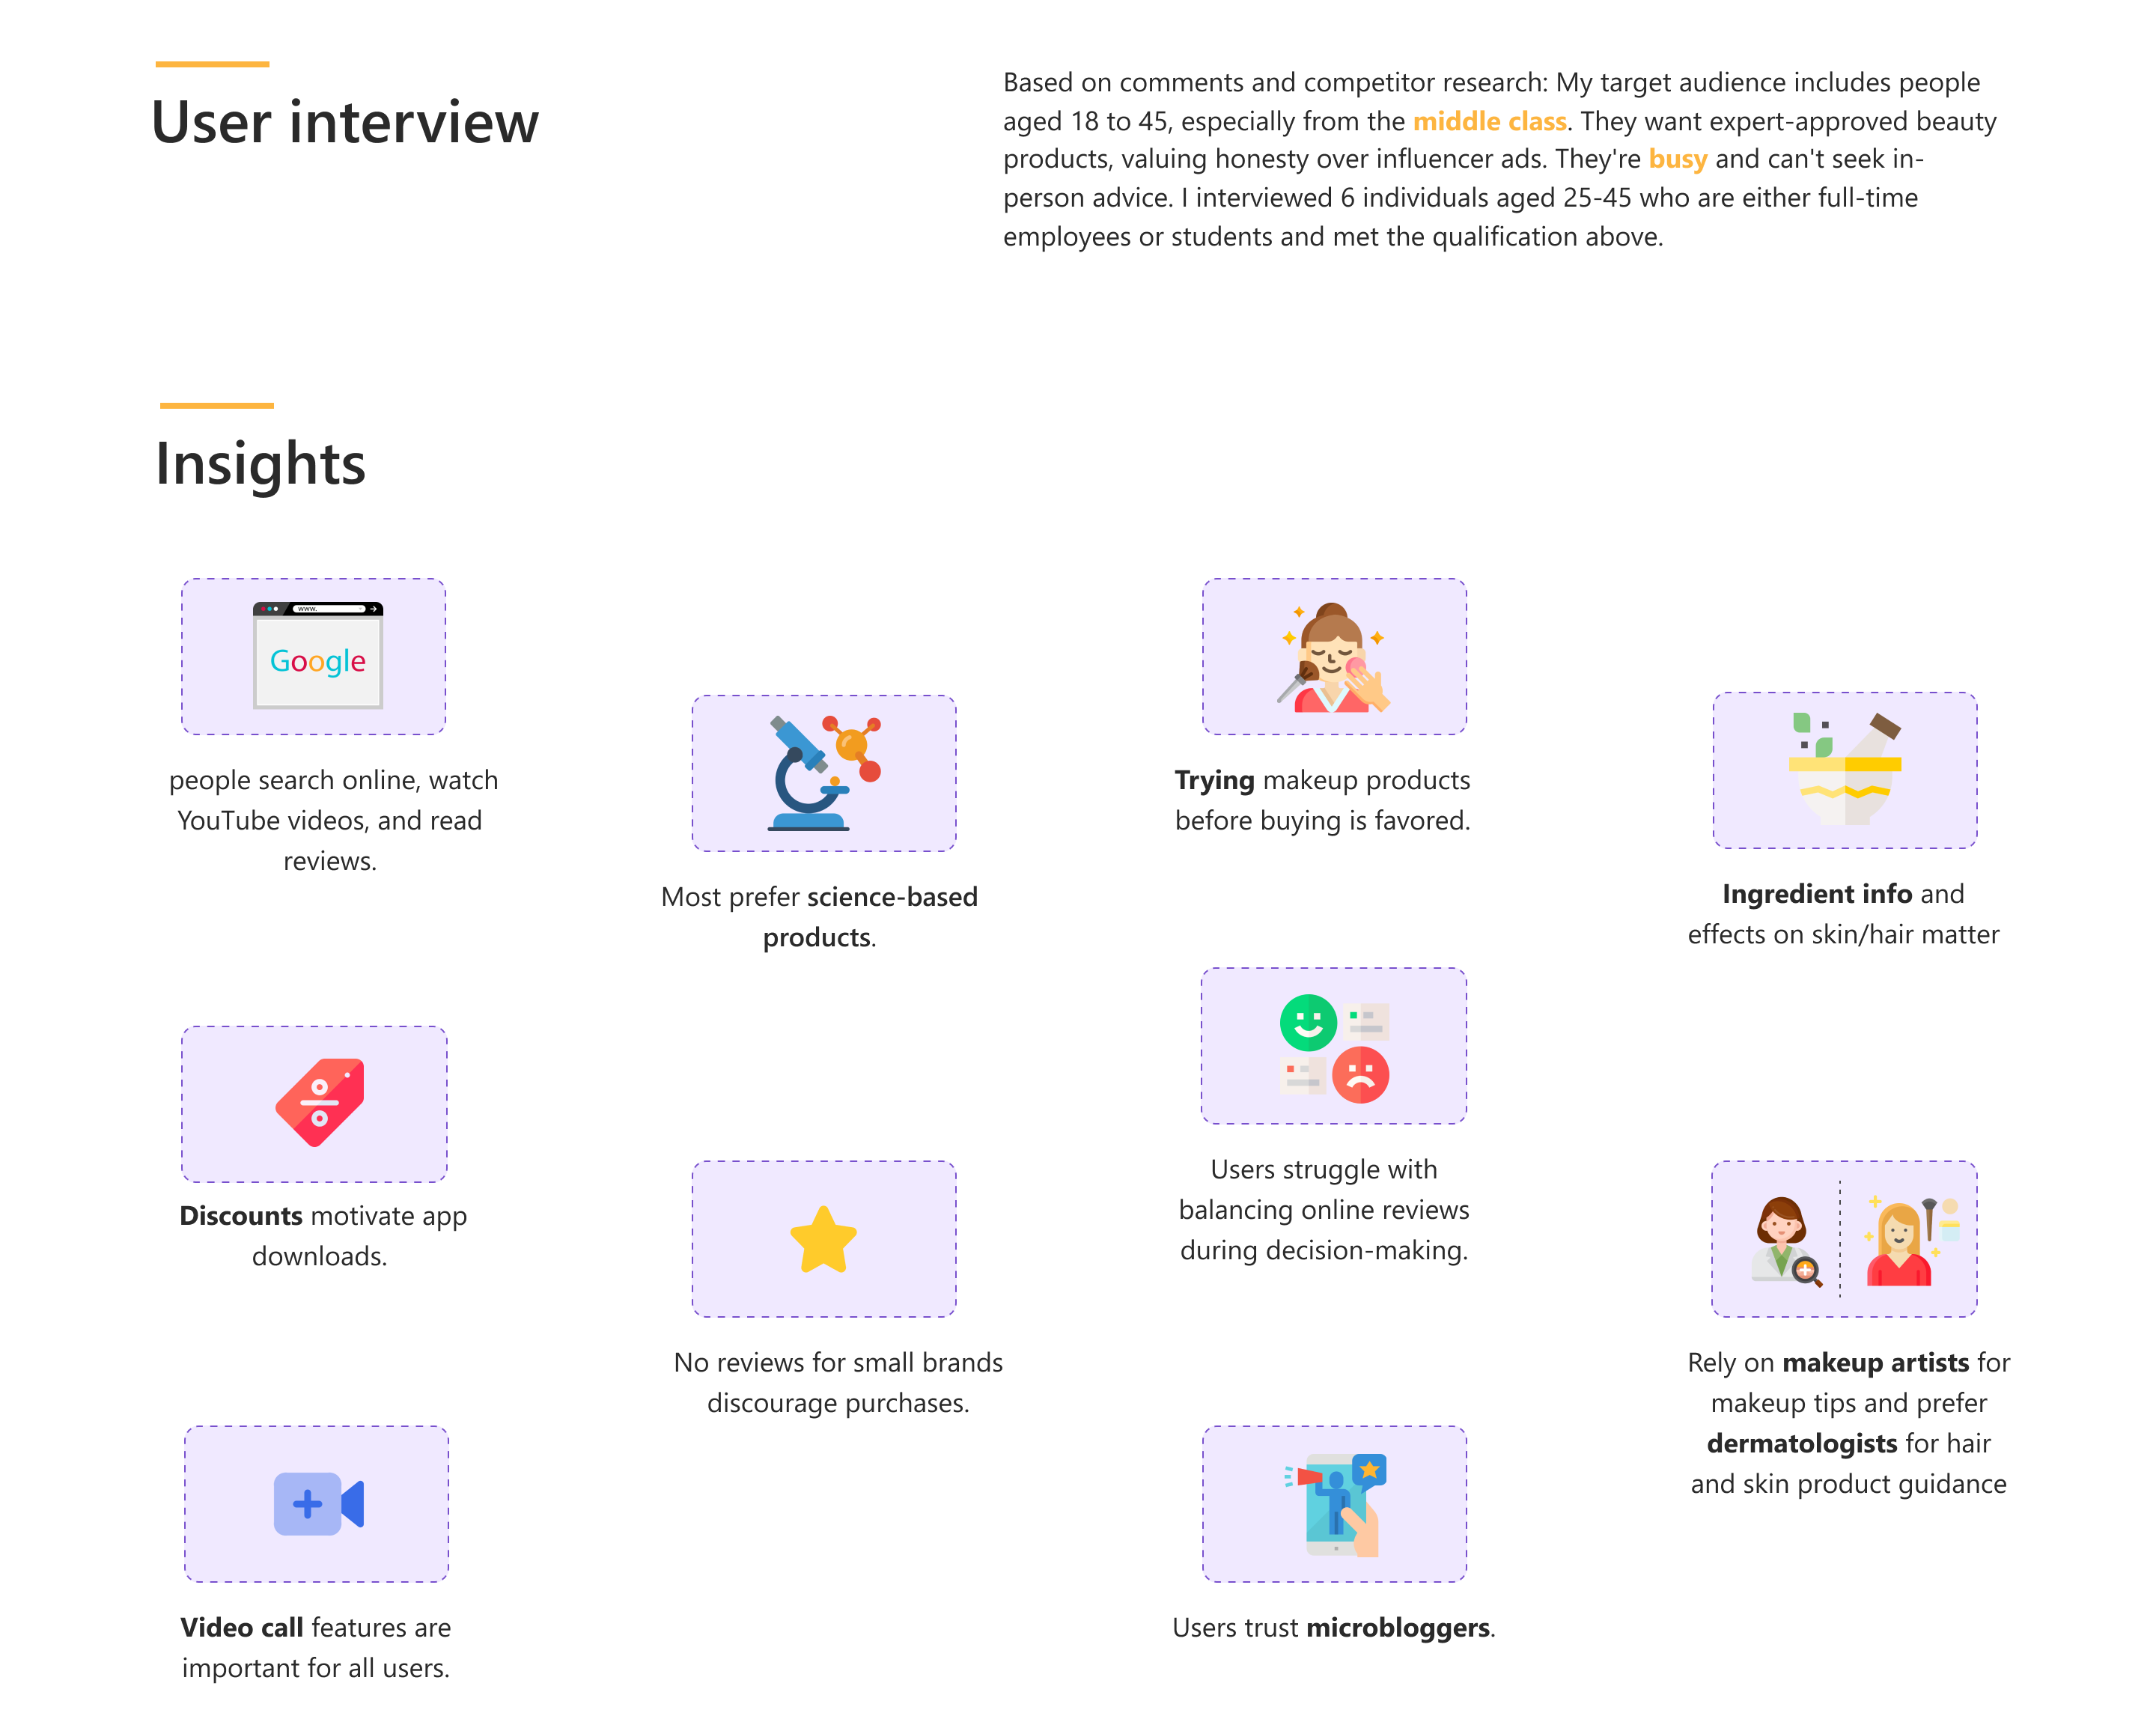 User interview
Based on comments and competitor research: My target audience includes people
aged 18 to 45, especially from the middle class. They want expert-approved beauty
products, valuing honesty over influencer ads. They're busy and can't seek in-
person advice. I interviewed 6 individuals aged 25-45 who are either full-time
employees or students and met the qualification above.
Insights
www.
Google
people search online, watch
YouTube videos, and read
reviews.
Most prefer science-based
products.
Trying makeup products
before buying is favored.
Ingredient info and
effects on skin/hair matter
Discounts motivate app
downloads.
No reviews for small brands
discourage purchases.
Users struggle with
balancing online reviews
during decision-making.
Rely on makeup artists for
makeup tips and prefer
dermatologists for hair
and skin product guidance
Video call features are
important for all users.
Users trust microbloggers.